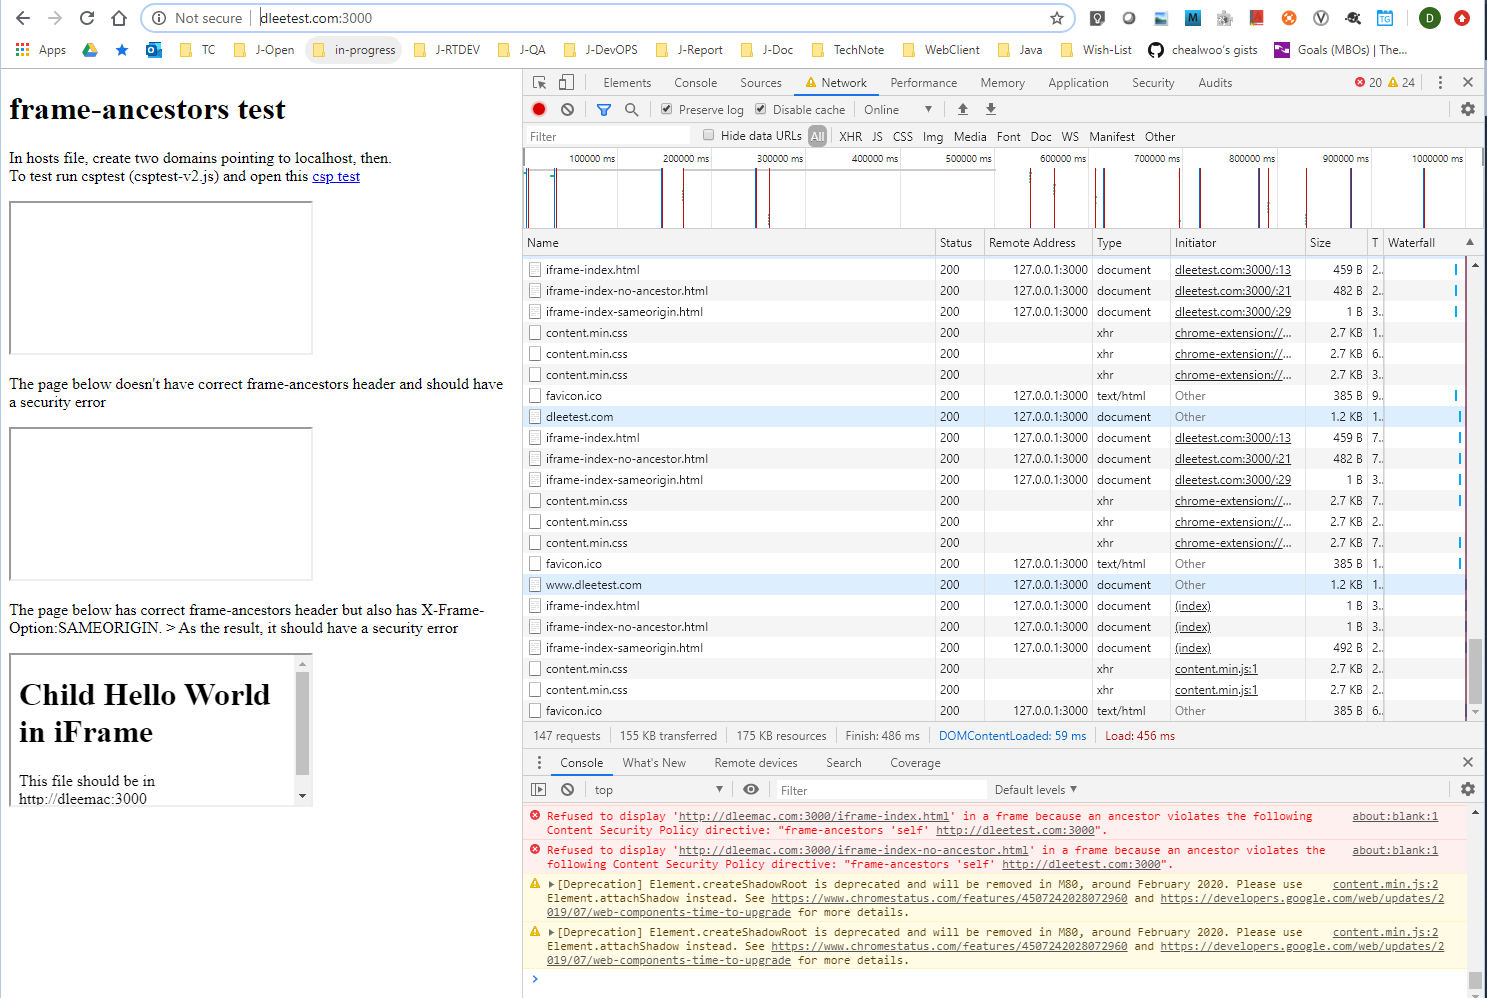 Not secure | dleetest.com:3000
Apps TC J-Open in-progress J-RTDEV J-QA J-DevOPS J-Report J-Doc TechNote WebClient Java Wish-List chealwoo's gists Goals (MBOs) | The...
frame-ancestors test
In hosts file, create two domains pointing to localhost, then.
To test run csptest (csptest-v2.js) and open this csp test
The page below doesn't have correct frame-ancestors header and should have
a security error
The page below has correct frame-ancestors header but also has X-Frame-
Option:SAMEORIGIN. > As the result, it should have a security error
Child Hello World
in iFrame
This file should be in
http://dleemac:3000
Elements Console Sources Network Performance Memory Application Security Audits 20 24
Preserve log Disable cache Online
Filter Hide data URLs All XHR JS CSS Img Media Font Doc WS Manifest Other
100000 ms 200000 ms 300000 ms 400000 ms 500000 ms 600000 ms 700000 ms 800000 ms 900000 ms 1000000 ms
Name Status Remote Address Type Initiator Size T Waterfall
iframe-index.html 200 127.0.0.1:3000 document dleetest.com:3000/:13 459 B 2..
iframe-index-no-ancestor.html 200 127.0.0.1:3000 document dleetest.com:3000/:21 482 B 2..
iframe-index-sameorigin.html 200 127.0.0.1:3000 document dleetest.com:3000/:29 1 B 3..
content.min.css 200 xhr chrome-extension://... 2.7 KB 1..
content.min.css 200 xhr chrome-extension://... 2.7 KB 6..
content.min.css 200 xhr chrome-extension://... 2.7 KB 3..
favicon.ico 200 127.0.0.1:3000 text/html Other 385 B 9..
dleetest.com 200 127.0.0.1:3000 document Other 1.2 KB 1..
iframe-index.html 200 127.0.0.1:3000 document dleetest.com:3000/:13 459 B 7..
iframe-index-no-ancestor.html 200 127.0.0.1:3000 document dleetest.com:3000/:21 482 B 7..
iframe-index-sameorigin.html 200 127.0.0.1:3000 document dleetest.com:3000/:29 1 B 3..
content.min.css 200 xhr chrome-extension://... 2.7 KB 7..
content.min.css 200 xhr chrome-extension://... 2.7 KB 2..
content.min.css 200 xhr chrome-extension://... 2.7 KB 7..
favicon.ico 200 127.0.0.1:3000 text/html Other 385 B 1..
www.dleetest.com 200 127.0.0.1:3000 document Other 1.2 KB 1..
iframe-index.html 200 127.0.0.1:3000 document (index) 1 B 3..
iframe-index-no-ancestor.html 200 127.0.0.1:3000 document (index) 1 B 3..
iframe-index-sameorigin.html 200 127.0.0.1:3000 document (index) 492 B 2..
content.min.css 200 xhr content.min.js:1 2.7 KB 2..
content.min.css 200 xhr content.min.js:1 2.7 KB 2..
favicon.ico 200 127.0.0.1:3000 text/html Other 385 B 6..
147 requests 155 KB transferred 175 KB resources Finish: 486 ms DOMContentLoaded: 59 ms Load: 456 ms
Console What's New Remote devices Search Coverage
top Filter Default levels
Refused to display 'http://dleemac.com:3000/iframe-index.html' in a frame because an ancestor violates the following about:blank:1
Content Security Policy directive: "frame-ancestors 'self' http://dleetest.com:3000".
Refused to display 'http://dleemac.com:3000/iframe-index-no-ancestor.html' in a frame because an ancestor violates the about:blank:1
following Content Security Policy directive: "frame-ancestors 'self' http://dleetest.com:3000".
[Deprecation] Element.createShadowRoot is deprecated and will be removed in M80, around February 2020. Please use content.min.js:2
Element.attachShadow instead. See https://www.chromestatus.com/features/4507242028072960 and https://developers.google.com/web/updates/2
019/07/web-components-time-to-upgrade for more details.
[Deprecation] Element.createShadowRoot is deprecated and will be removed in M80, around February 2020. Please use content.min.js:2
Element.attachShadow instead. See https://www.chromestatus.com/features/4507242028072960 and https://developers.google.com/web/updates/2
019/07/web-components-time-to-upgrade for more details.